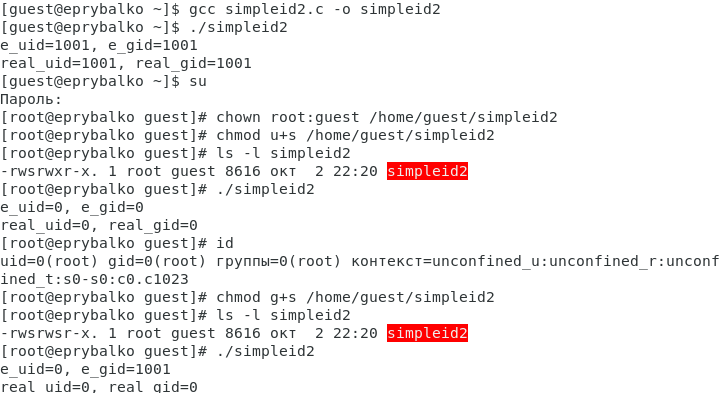 [guest@eprybalko ~]$ gcc simpleid2.c -o simpleid2
[guest@eprybalko ~]$ ./simpleid2
e_uid=1001, e_gid=1001
real_uid=1001, real_gid=1001
[guest@eprybalko ~]$ su
Пароль:
[root@eprybalko guest]# chown root:guest /home/guest/simpleid2
[root@eprybalko guest]# chmod u+s /home/guest/simpleid2
[root@eprybalko guest]# ls -l simpleid2
-rwsrwxr-x. 1 root guest 8616 окт  2 22:20 simpleid2
[root@eprybalko guest]# ./simpleid2
e_uid=0, e_gid=0
real_uid=0, real_gid=0
[root@eprybalko guest]# id
uid=0(root) gid=0(root) группы=0(root) контекст=unconfined_u:unconfined_r:unconf
ined_t:s0-s0:c0.c1023
[root@eprybalko guest]# chmod g+s /home/guest/simpleid2
[root@eprybalko guest]# ls -l simpleid2
-rwsrwsr-x. 1 root guest 8616 окт  2 22:20 simpleid2
[root@eprybalko guest]# ./simpleid2
e_uid=0, e_gid=1001
real_uid=0, real_gid=0